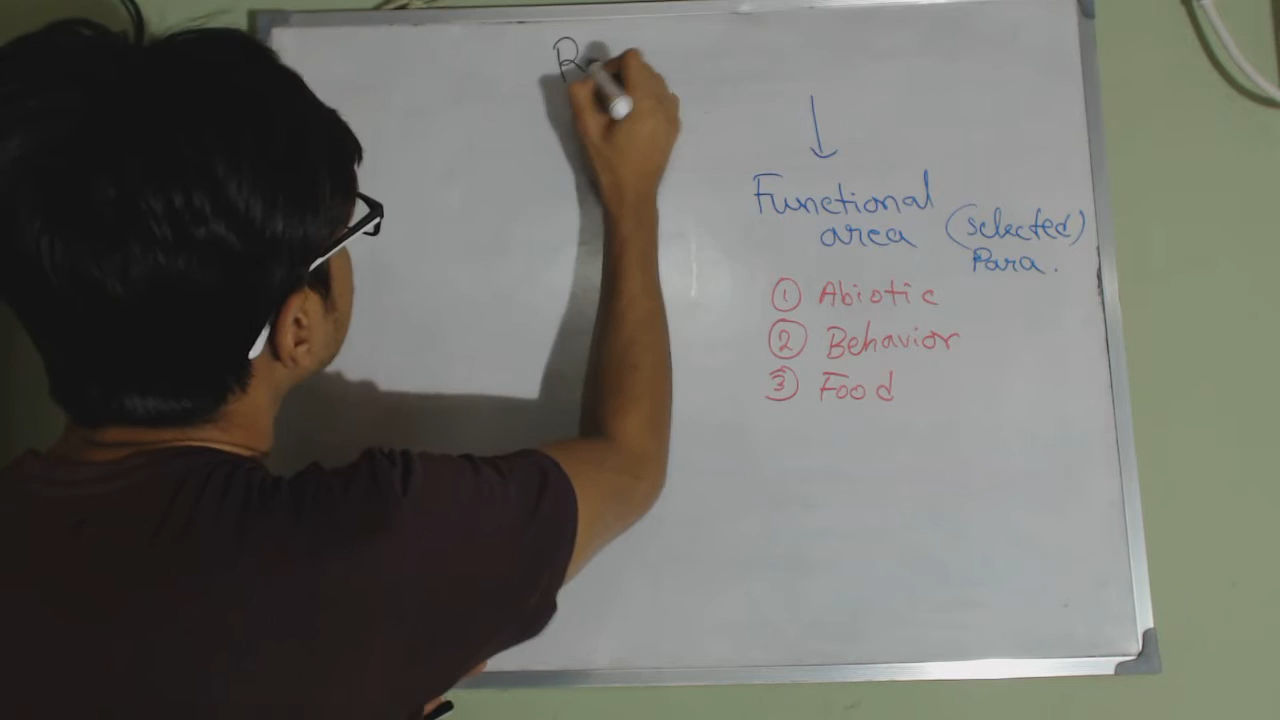 R
Functional
area (selected)
Para.
① Abiotic
② Behavior
③ Food